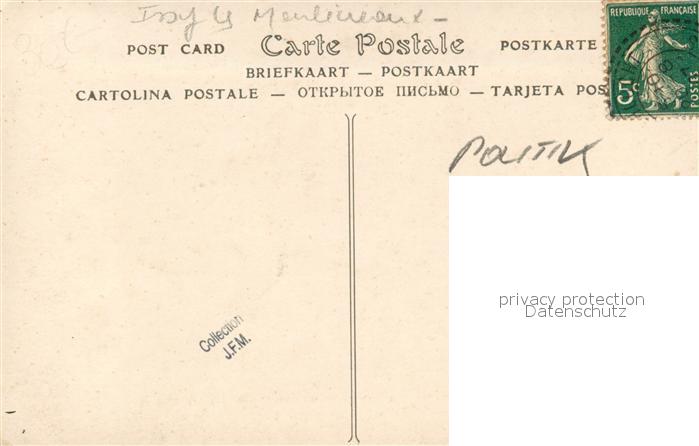 Issy les Moulineaux -
POST CARD Carte Postale POSTKARTE
BRIEFKAART — POSTKAART
CARTOLINA POSTALE — ОТКРЫТОЕ ПИСЬМО — TARJETA POS
REPUBLIQUE FRANÇAISE
5c
POSTES
POLITIK
privacy protection
Datenschutz
Collection
J.F.M.